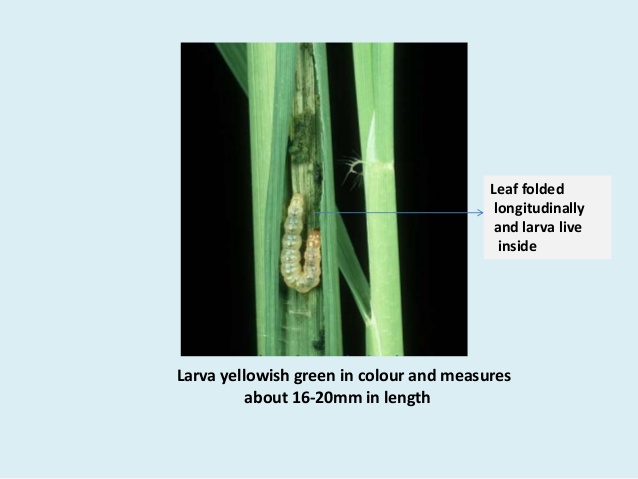 Leaf folded
longitudinally
and larva live
inside
Larva yellowish green in colour and measures
about 16-20mm in length